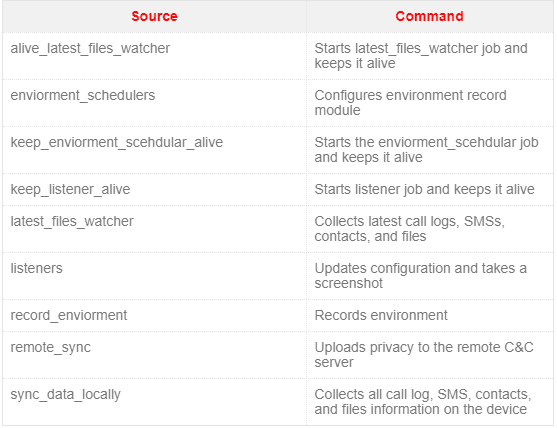 Source Command
alive_latest_files_watcher Starts latest_files_watcher job and
keeps it alive
enviorment_schedulers Configures environment record
module
keep_enviorment_scehdular_alive Starts the enviorment_scehdular job
and keeps it alive
keep_listener_alive Starts listener job and keeps it alive
latest_files_watcher Collects latest call logs, SMSs,
contacts, and files
listeners Updates configuration and takes a
screenshot
record_enviorment Records environment
remote_sync Uploads privacy to the remote C&C
server
sync_data_locally Collects all call log, SMS, contacts,
and files information on the device